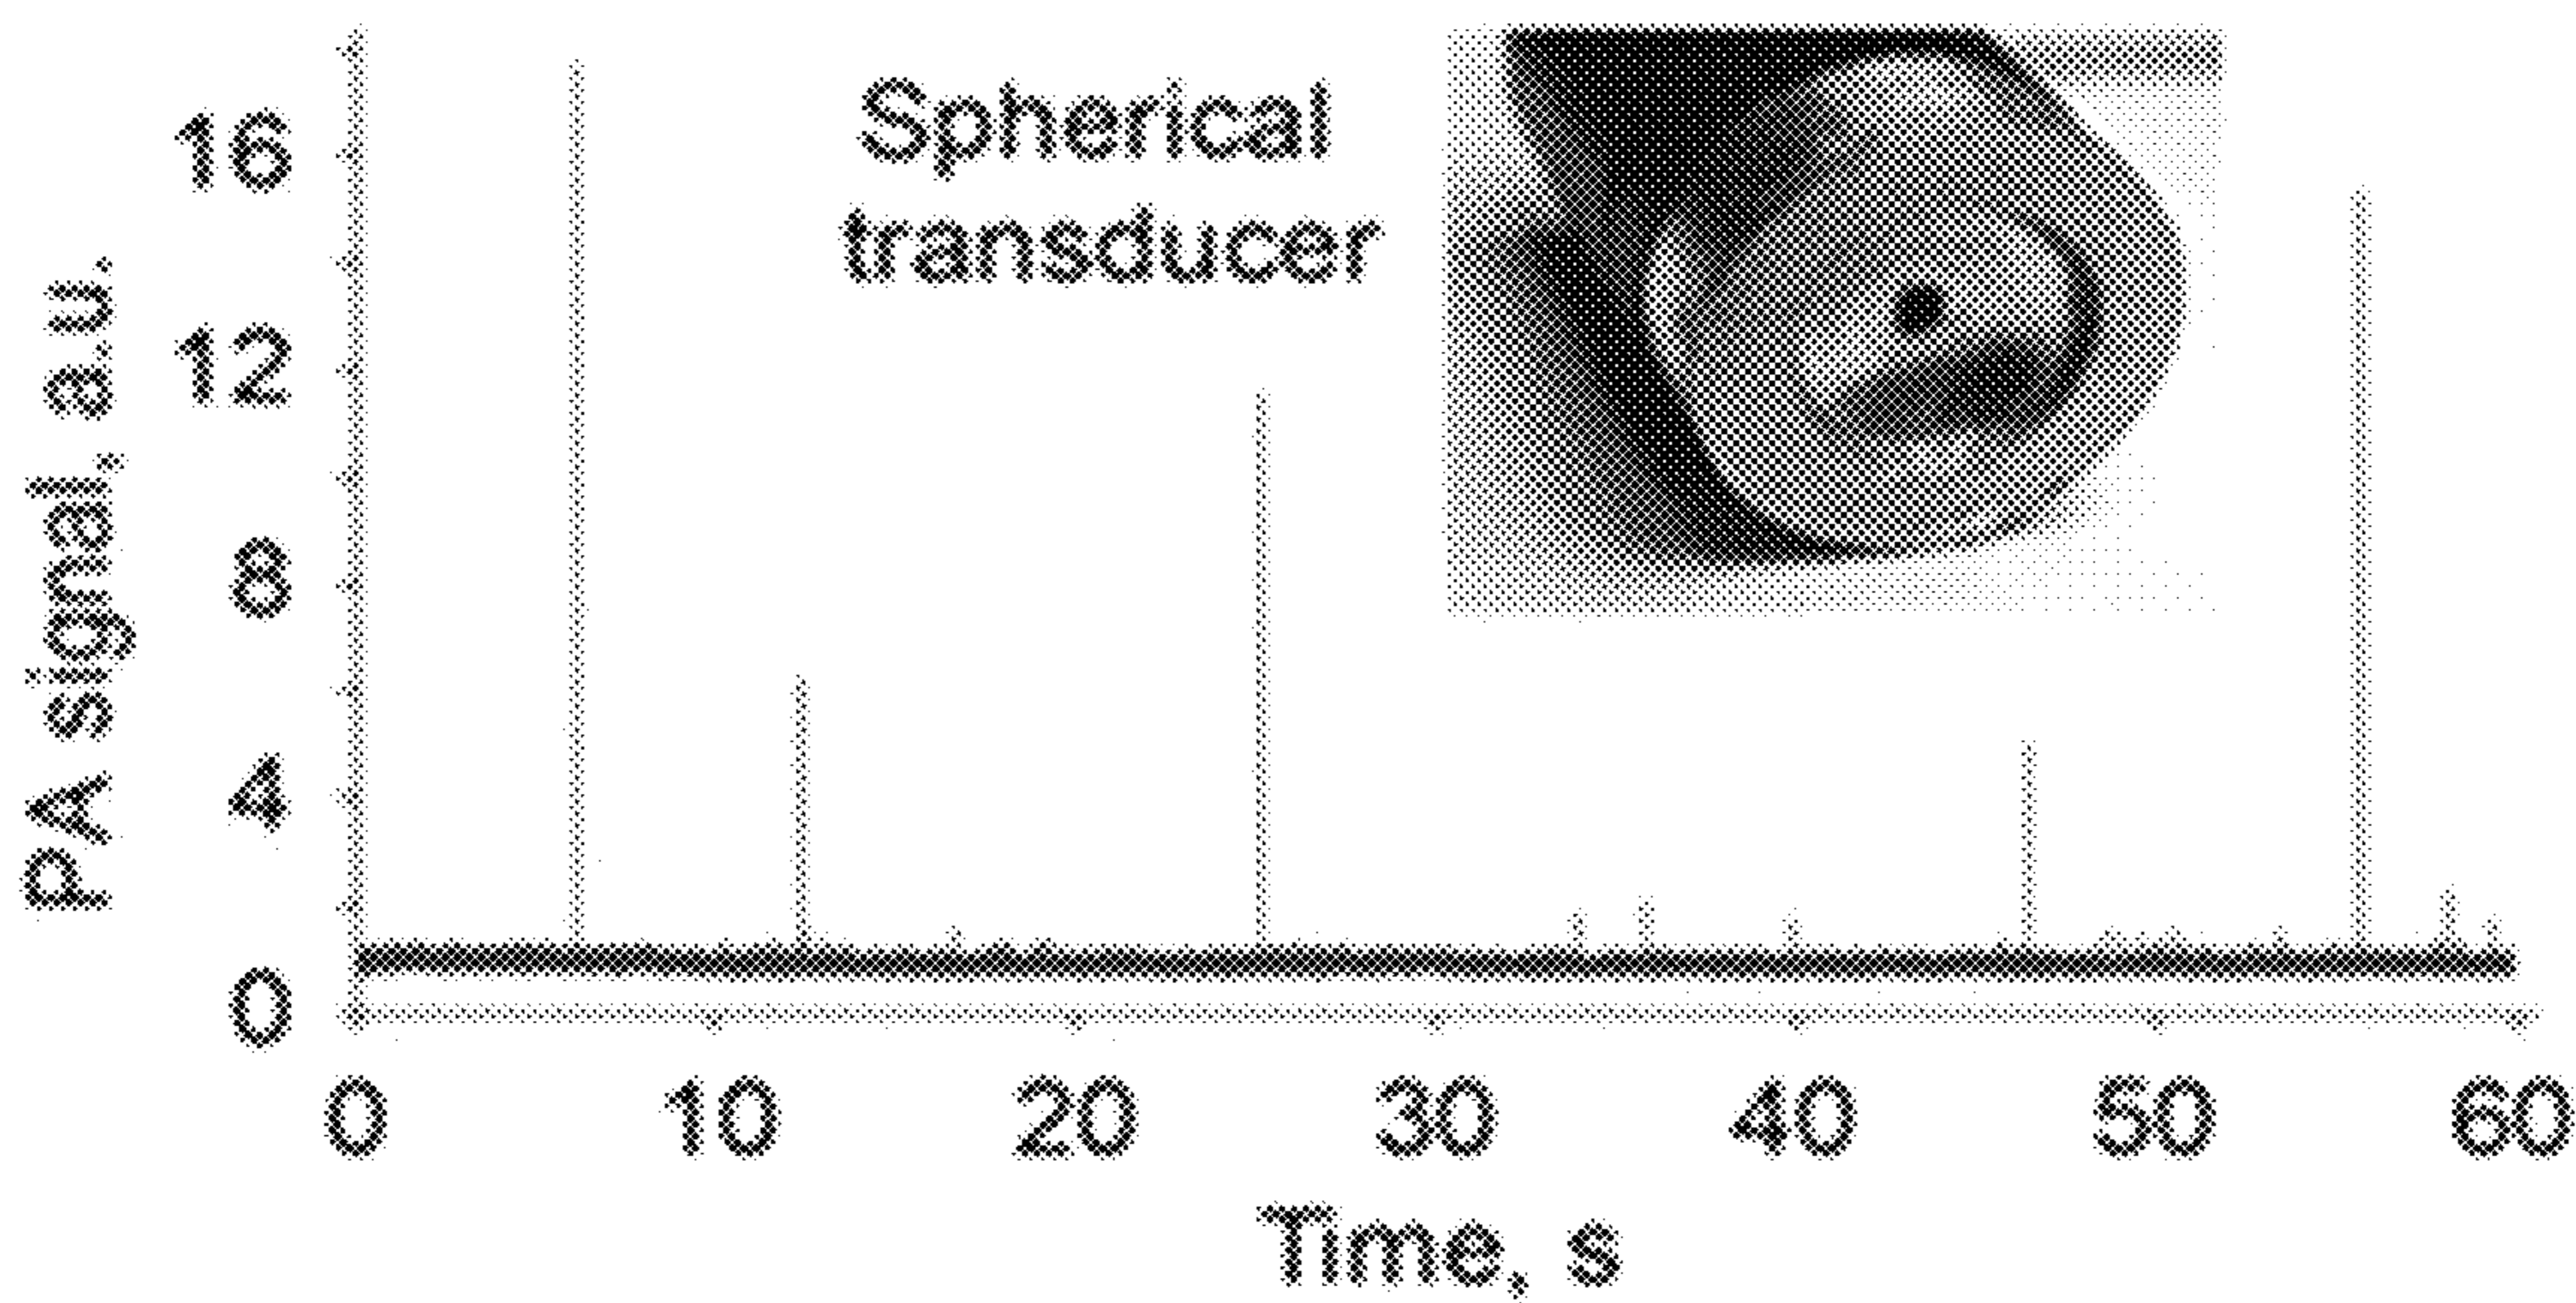 PA signal, a.u.
16
12
8
4
0
Spherical
transducer
0 10 20 30 40 50 60
Time, s